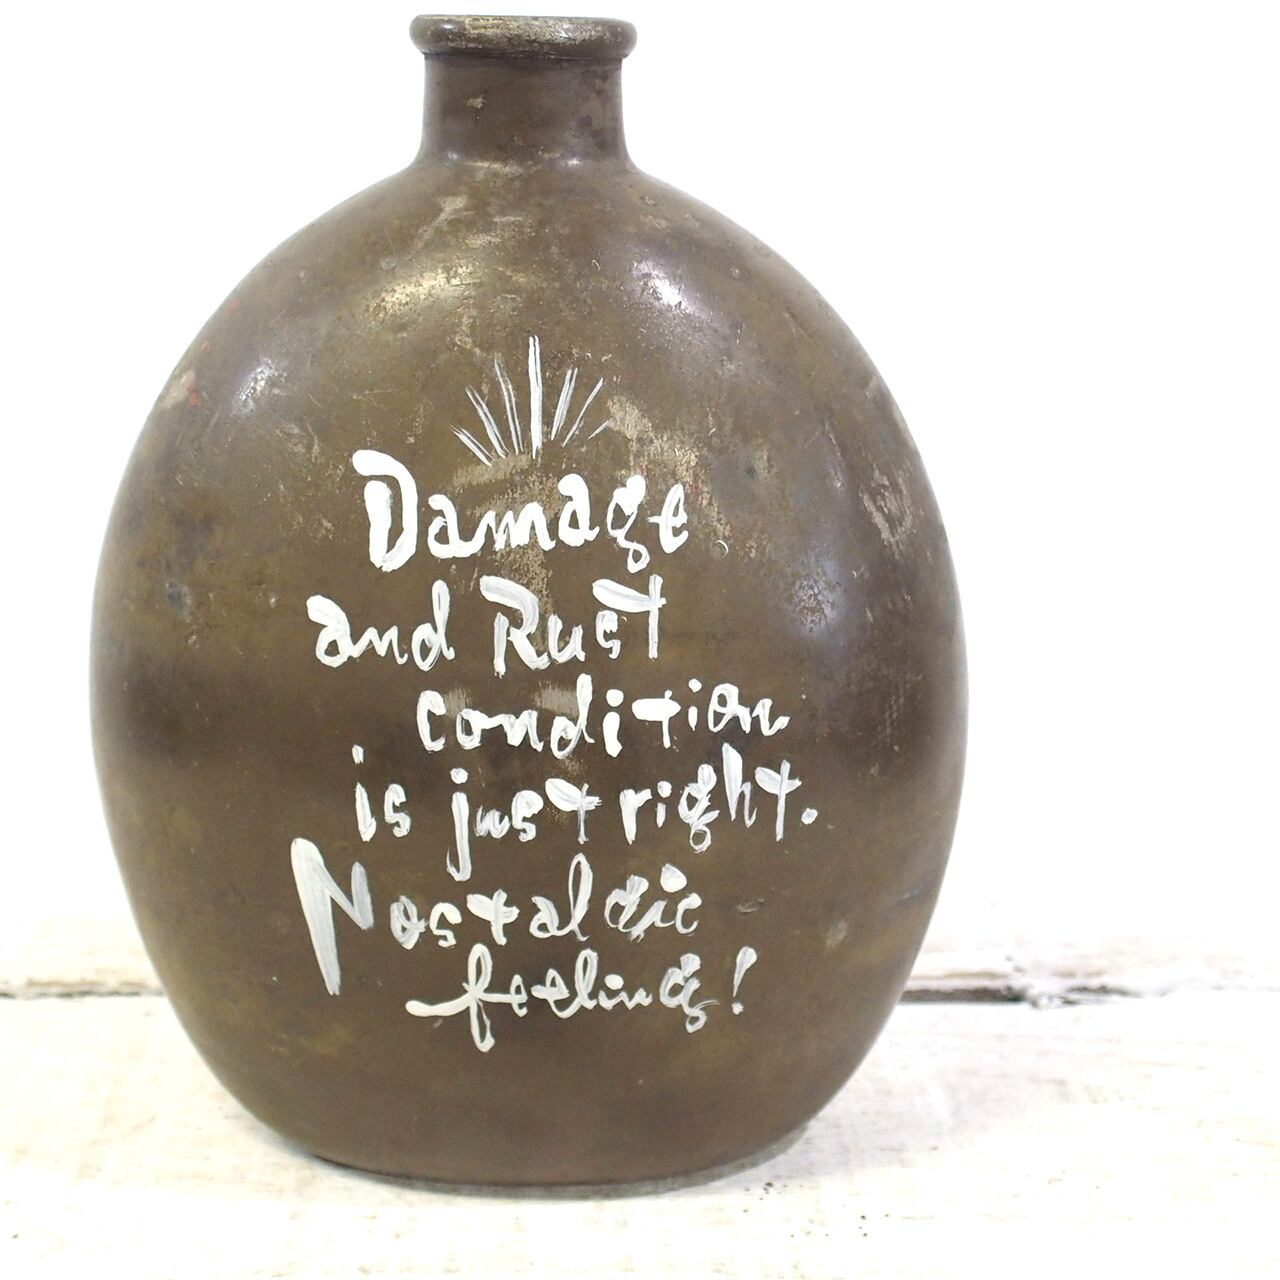 Damage
and Rust
condition
is just right.
Nostalgic
feeling!